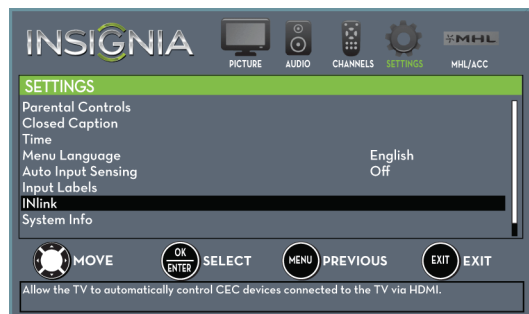 INSIGNIA
PICTURE AUDIO CHANNELS SETTINGS MHL MHL/ACC
SETTINGS
Parental Controls
Closed Caption
Time
Menu Language English
Auto Input Sensing Off
Input Labels
INlink
System Info
MOVE OK ENTER SELECT MENU PREVIOUS EXIT EXIT
Allow the TV to automatically control CEC devices connected to the TV via HDMI.